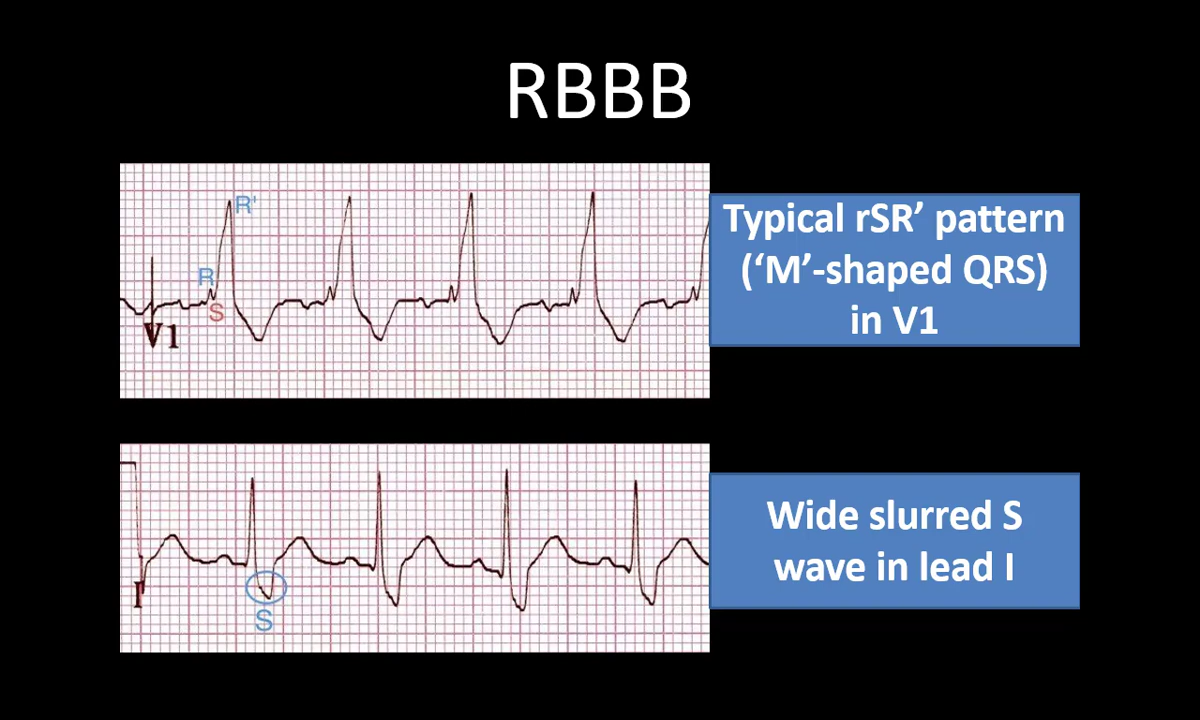 RBBB
R'
R
S
V1
Typical rSR’ pattern
(‘M’-shaped QRS)
in V1
I
S
Wide slurred S
wave in lead I